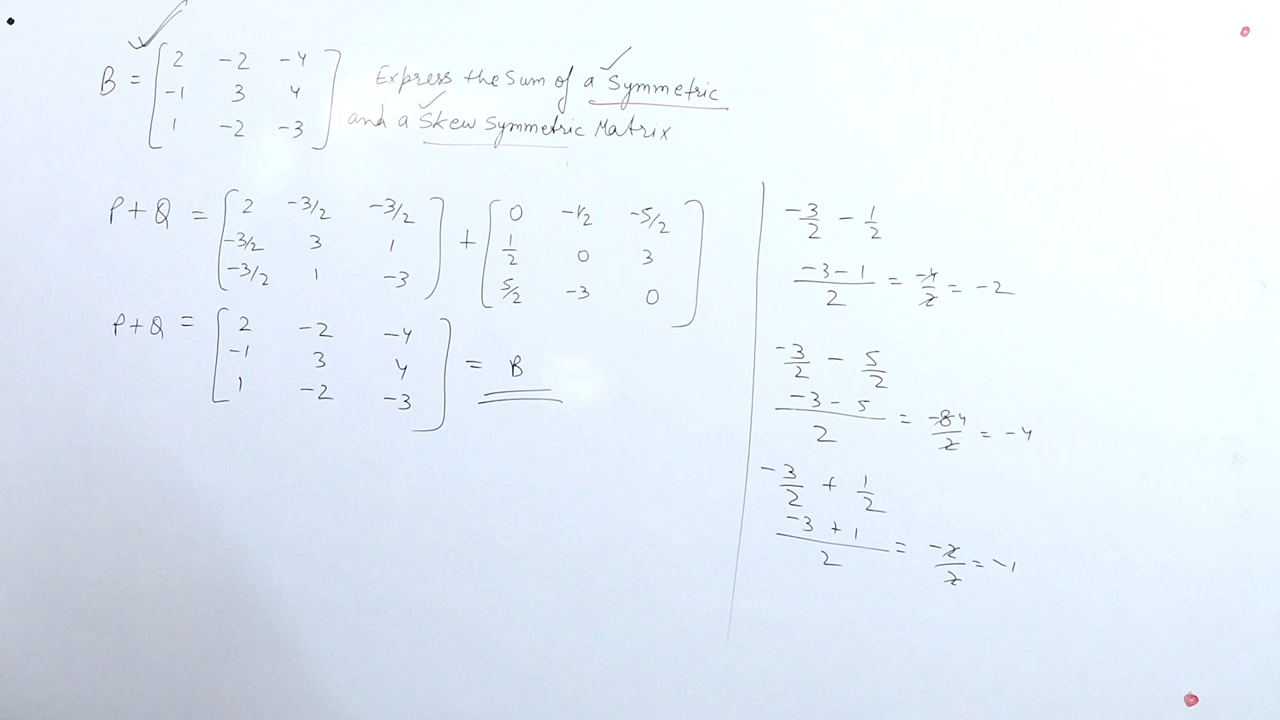 B = [ 2 -2 -4
-1 3 4
1 -2 -3 ]
Express the Sum of a Symmetric
and a Skew Symmetric Matrix
P+Q = [ 2 -3/2 -3/2
-3/2 3 1
-3/2 1 -3 ]
+ [ 0 -1/2 -5/2
1/2 0 3
5/2 -3 0 ]
P+Q = [ 2 -2 -4
-1 3 4
1 -2 -3 ] = B
-3/2 - 1/2
-3-1/2 = -4/2 = -2
-3/2 - 5/2
-3-5/2 = -84/2 = -4
-3/2 + 1/2
-3+1/2 = -2/2 = -1